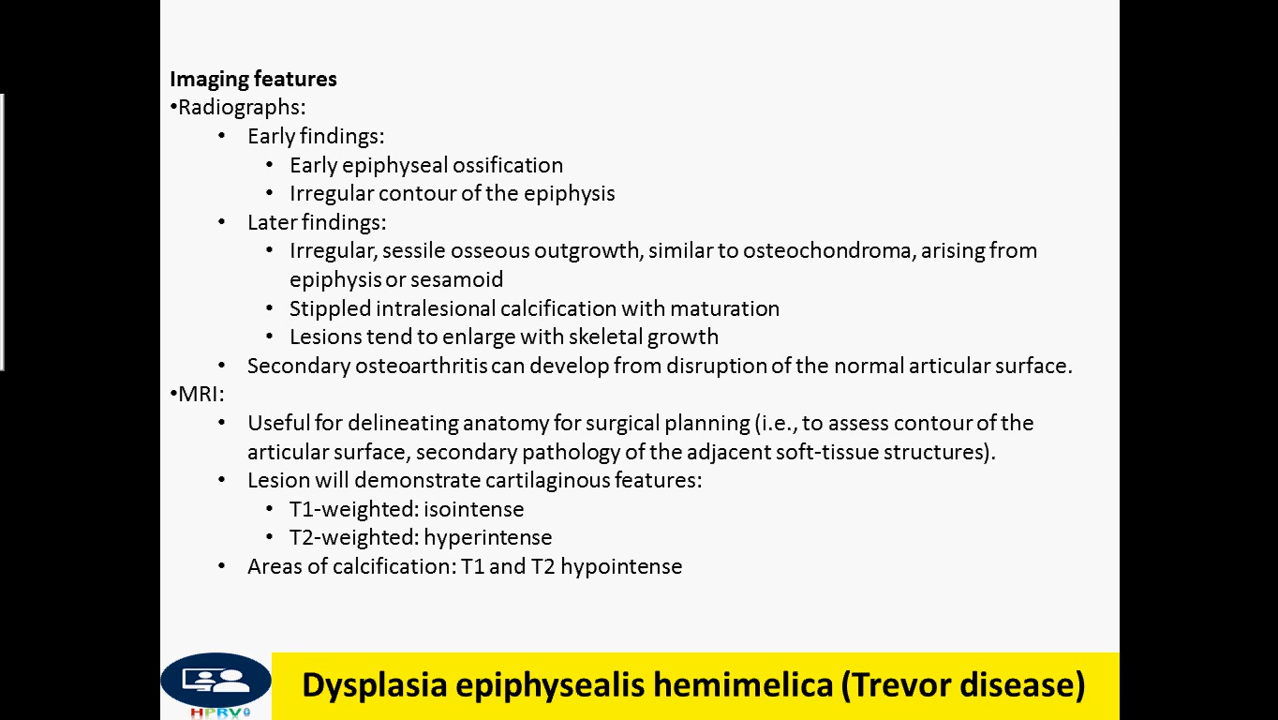 Imaging features
•Radiographs:
• Early findings:
• Early epiphyseal ossification
• Irregular contour of the epiphysis
• Later findings:
• Irregular, sessile osseous outgrowth, similar to osteochondroma, arising from
epiphysis or sesamoid
• Stippled intralesional calcification with maturation
• Lesions tend to enlarge with skeletal growth
• Secondary osteoarthritis can develop from disruption of the normal articular surface.
•MRI:
• Useful for delineating anatomy for surgical planning (i.e., to assess contour of the
articular surface, secondary pathology of the adjacent soft-tissue structures).
• Lesion will demonstrate cartilaginous features:
• T1-weighted: isointense
• T2-weighted: hyperintense
• Areas of calcification: T1 and T2 hypointense
Dysplasia epiphysealis hemimelica (Trevor disease)